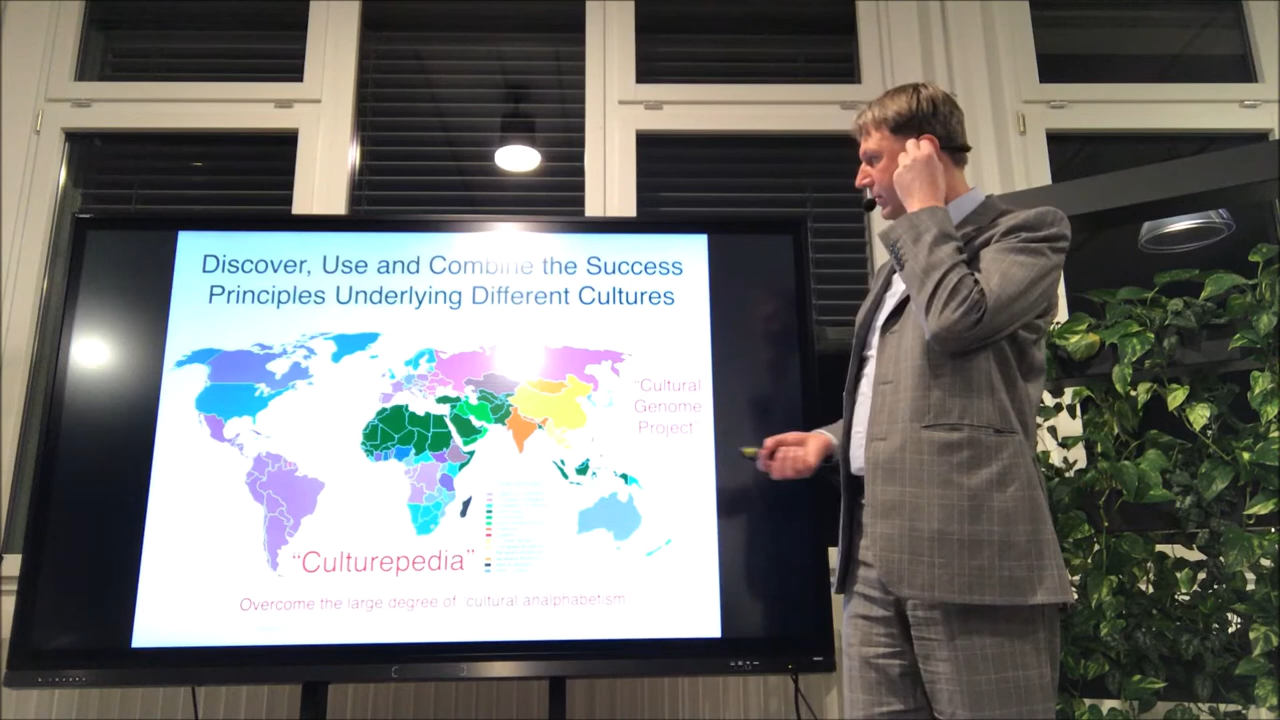 Discover, Use and Combine the Success
Principles Underlying Different Cultures
"Cultural
Genome
Project"
"Culturepedia"
Overcome the large degree of cultural analphabetism